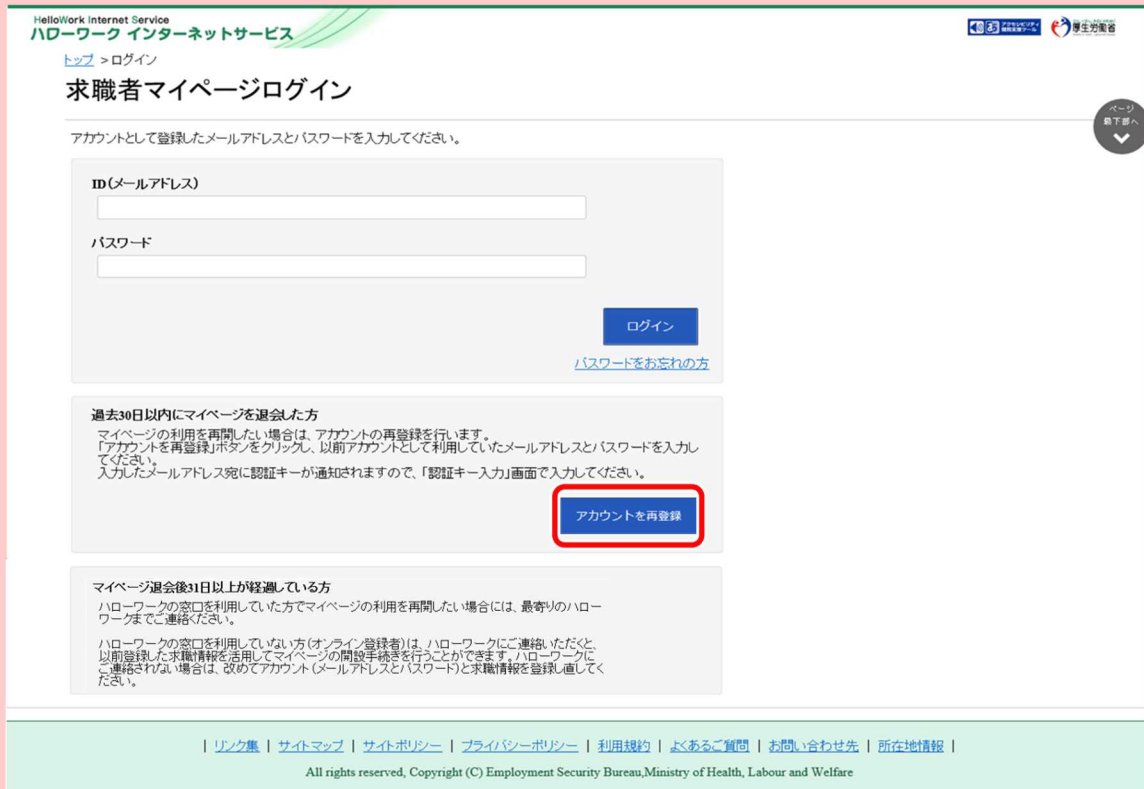 HelloWork Internet Service
ハローワーク インターネットサービス
厚生労働省
トップ >ログイン
求職者マイページログイン
ページ
最下部へ
アカウントとして登録したメールアドレスとパスワードを入力してください。
ID(メールアドレス)
パスワード
ログイン
パスワードをお忘れの方
過去30日以内にマイページを退会した方
マイページの利用を再開したい場合は、アカウントの再登録を行います。
「アカウントを再登録」ボタンをクリックし、以前アカウントとして利用していたメールアドレスとパスワードを入力し
てください。
入力したメールアドレス宛に認証キーが通知されますので、「認証キー入力」画面で入力してください。
アカウントを再登録
マイページ退会後31日以上が経過している方
ハローワークの窓口を利用していた方でマイページの利用を再開したい場合には、最寄りのハロー
ワークまでご連絡ください。
ハローワークの窓口を利用していない方(オンライン登録者)は、ハローワークにご連絡いただくと、
以前登録した求職情報を活用してマイページの開設手続きを行うことができます。ハローワークに
ご連絡されない場合は、改めてアカウント(メールアドレスとパスワード)と求職情報を登録し直してく
ださい。
| リンク集 | サイトマップ | サイトポリシー | プライバシーポリシー | 利用規約 | よくあるご質問 | お問い合わせ先 | 所在地情報 |
All rights reserved, Copyright (C) Employment Security Bureau,Ministry of Health, Labour and Welfare